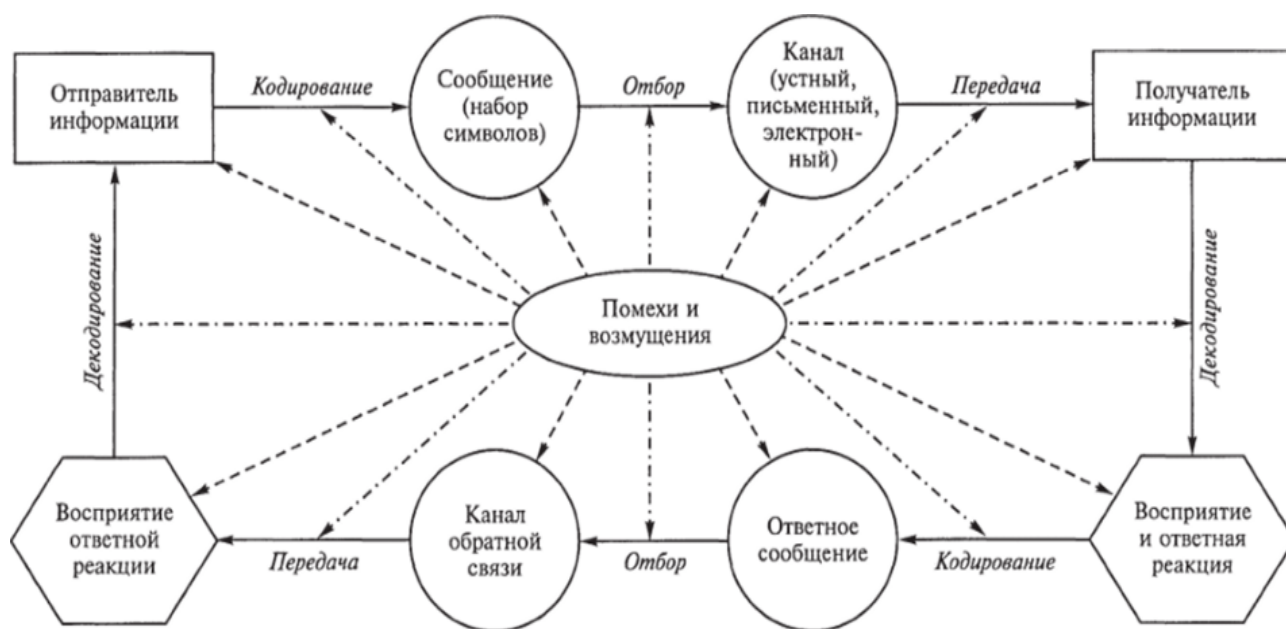 Отправитель
информации
Кодирование
Сообщение
(набор
символов)
Отбор
Канал
(устный,
письменный,
электрон-
ный)
Передача
Получатель
информации
Декодирование
Помехи и
возмущения
Декодирование
Восприятие
ответной
реакции
Передача
Канал
обратной
связи
Отбор
Ответное
сообщение
Кодирование
Восприятие
и ответная
реакция